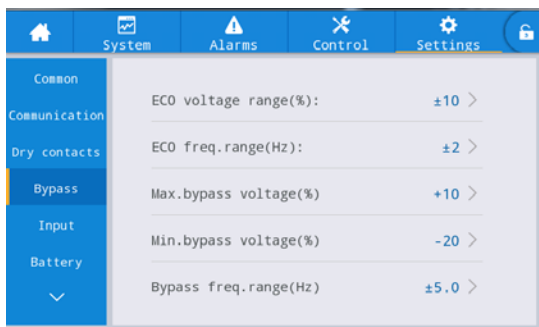 System Alarms Control Settings
Common
Communication
Dry contacts
Bypass
Input
Battery
ECO voltage range(%): ±10
ECO freq.range(Hz): ±2
Max.bypass voltage(%) +10
Min.bypass voltage(%) -20
Bypass freq.range(Hz) ±5.0